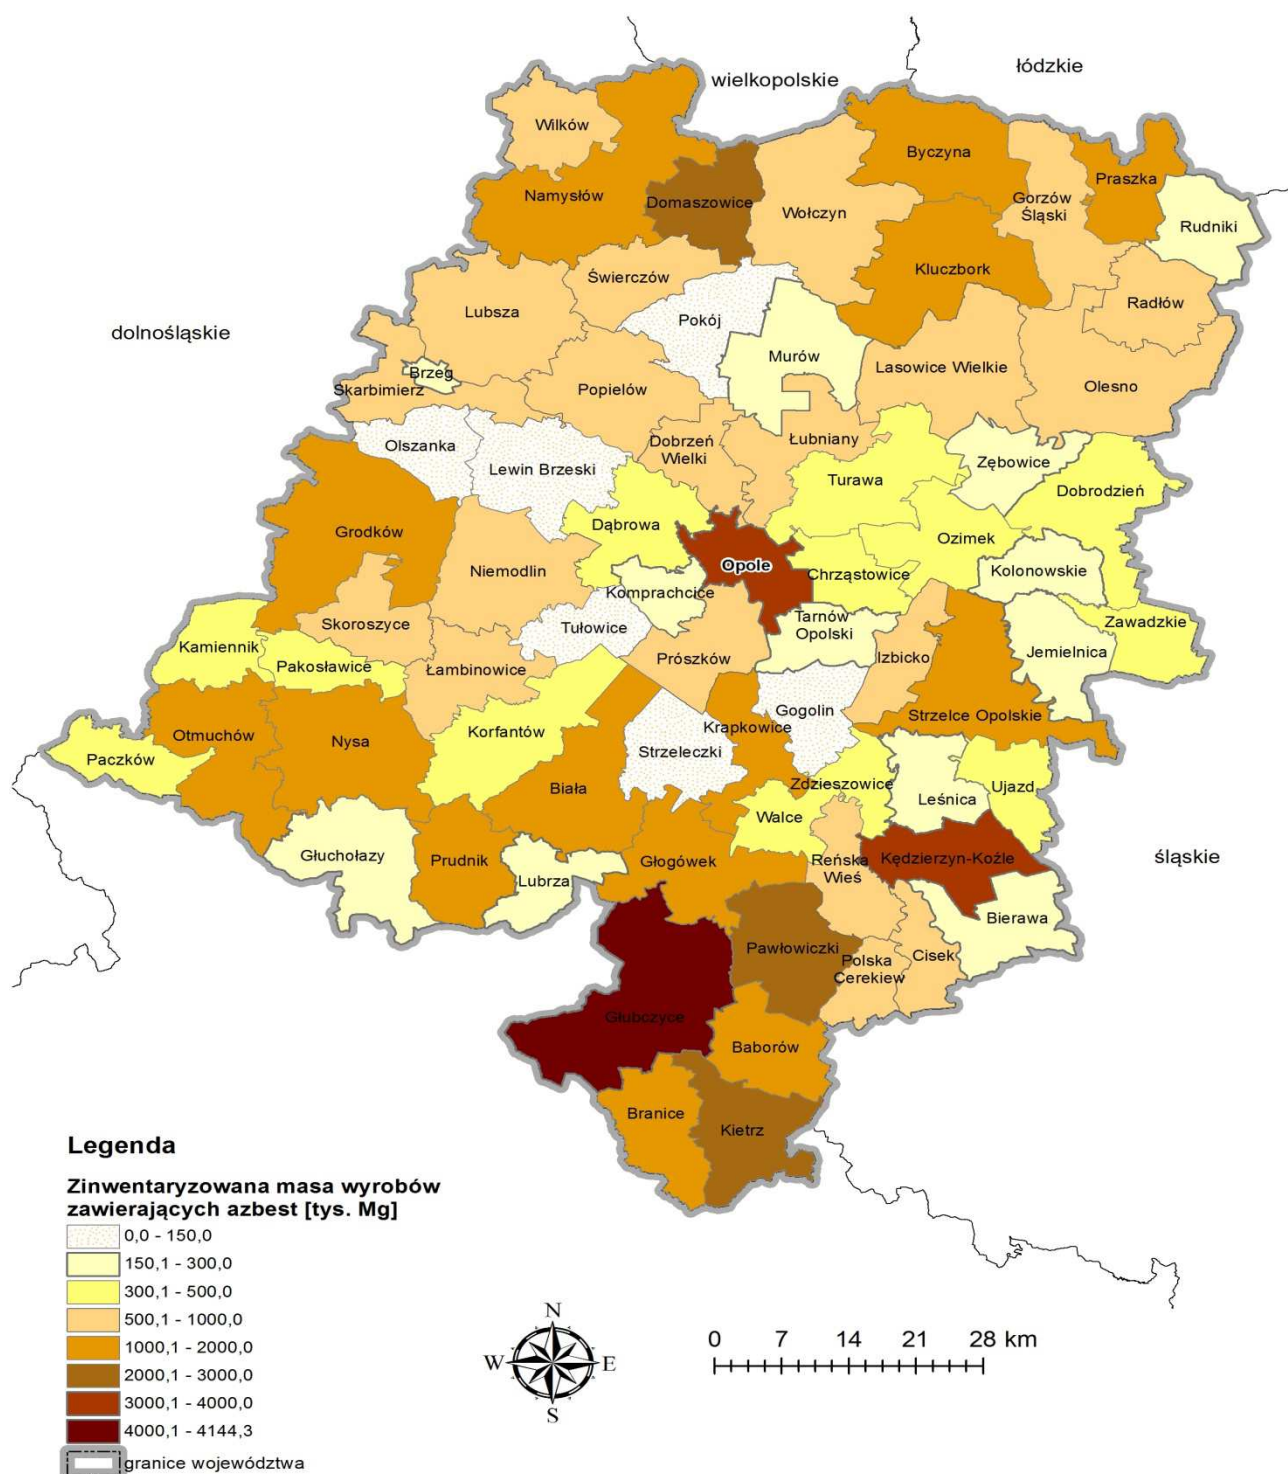 łódzkie
wielkopolskie
Wilków
Byczyna
Praszka
Namysłów
Domaszowice
Wołczyn
Gorzów
Śląski
Rudniki
Kluczbork
Świerczów
Radłów
Lubsza
Pokój
dolnośląskie
Murów
Brzeg
Lasowice Wielkie
Olesno
Skarbimierz
Popielów
Olszanka
Dobrzeń
Wielki
Łubniany
Lewin Brzeski
Zębowice
Turawa
Dobrodzień
Dąbrowa
Grodków
Ozimek
Niemodlin
Opole
Chrząstowice
Kolonowskie
Komprachcice
Skoroszyce
Tułowice
Tarnów
Opolski
Zawadzkie
Kamiennik
Pakosławice
Łambinowice
Prószków
Izbicko
Jemielnica
Gogolin
Strzelce Opolskie
Otmuchów
Nysa
Korfantów
Krapkowice
Strzeleczki
Paczków
Zdzieszowice
Biała
Leśnica
Ujazd
Walce
Głuchołazy
Prudnik
Głogówek
Reńska
Wieś
Kędzierzyn-Koźle
śląskie
Lubrza
Bierawa
Pawłowiczki
Polska
Cerekiew
Cisek
Głubczyce
Baborów
Branice
Kietrz
Legenda
Zinwentaryzowana masa wyrobów
zawierających azbest [tys. Mg]
0,0 - 150,0
150,1 - 300,0
300,1 - 500,0
500,1 - 1000,0
1000,1 - 2000,0
2000,1 - 3000,0
3000,1 - 4000,0
4000,1 - 4144,3
granice województwa
N
W E
S
0 7 14 21 28 km